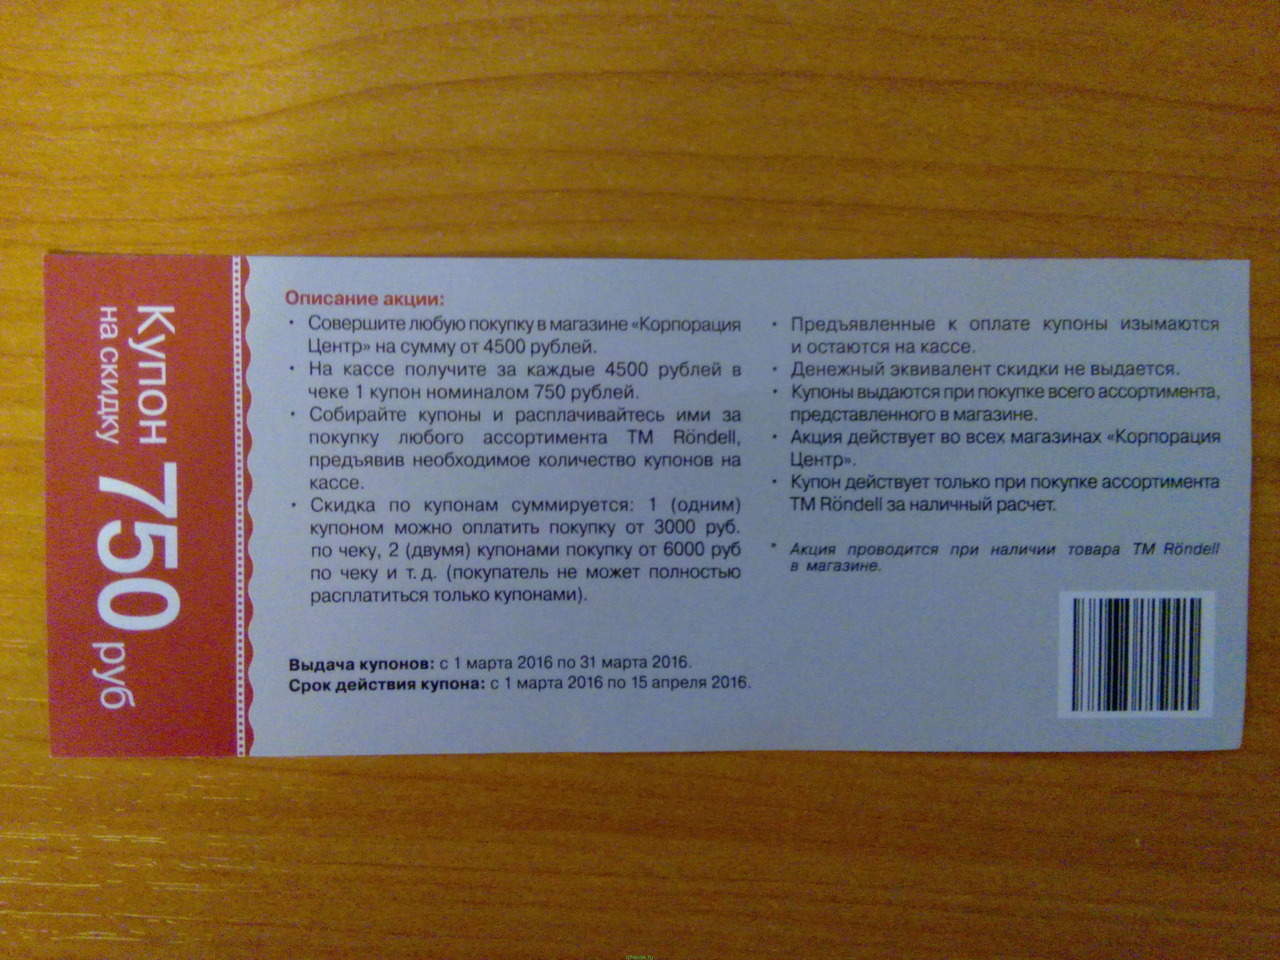 Купон 750 руб
на скидку
Описание акции:
• Совершите любую покупку в магазине «Корпорация
Центр» на сумму от 4500 рублей.
• На кассе получите за каждые 4500 рублей в
чеке 1 купон номиналом 750 рублей.
• Собирайте купоны и расплачивайтесь ими за
покупку любого ассортимента ТМ Röndell,
предъявив необходимое количество купонов на
кассе.
• Скидка по купонам суммируется: 1 (одним)
купоном можно оплатить покупку от 3000 руб.
по чеку, 2 (двумя) купонами покупку от 6000 руб
по чеку и т. д. (покупатель не может полностью
расплатиться только купонами).
Выдача купонов: с 1 марта 2016 по 31 марта 2016.
Срок действия купона: с 1 марта 2016 по 15 апреля 2016.
• Предъявленные к оплате купоны изымаются
и остаются на кассе.
• Денежный эквивалент скидки не выдается.
• Купоны выдаются при покупке всего ассортимента,
представленного в магазине.
• Акция действует во всех магазинах «Корпорация
Центр».
• Купон действует только при покупке ассортимента
ТМ Röndell за наличный расчет.
* Акция проводится при наличии товара ТМ Röndell
в магазине.